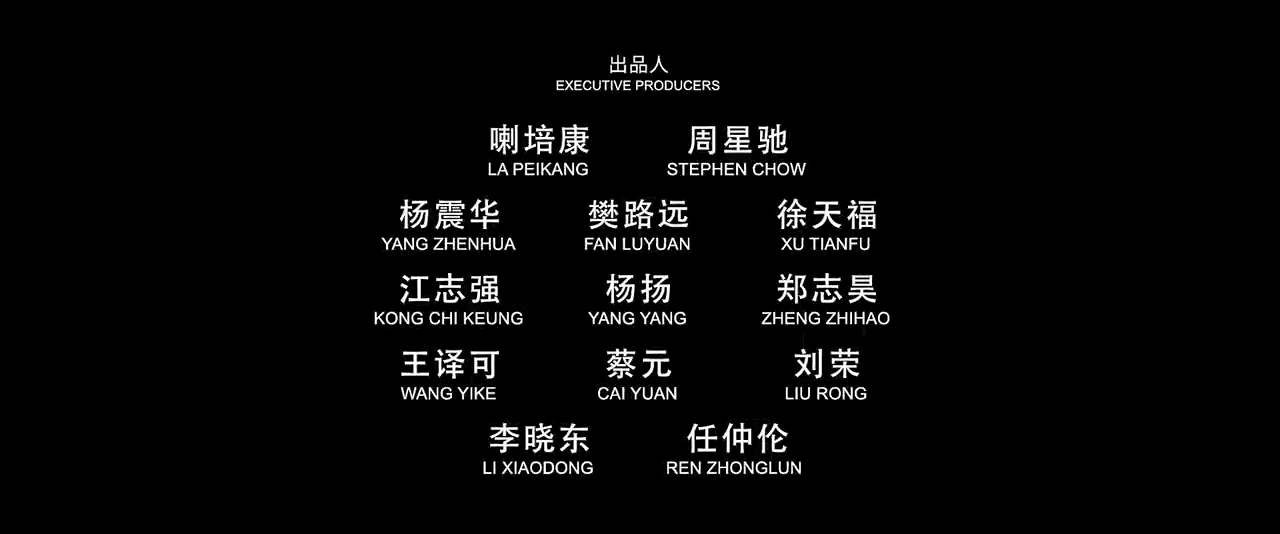 出品人
EXECUTIVE PRODUCERS
喇培康 周星驰
LA PEIKANG STEPHEN CHOW
杨震华 樊路远 徐天福
YANG ZHENHUA FAN LUYUAN XU TIANFU
江志强 杨扬 郑志昊
KONG CHI KEUNG YANG YANG ZHENG ZHIHAO
王译可 蔡元 刘荣
WANG YIKE CAI YUAN LIU RONG
李晓东 任仲伦
LI XIAODONG REN ZHONGLUN